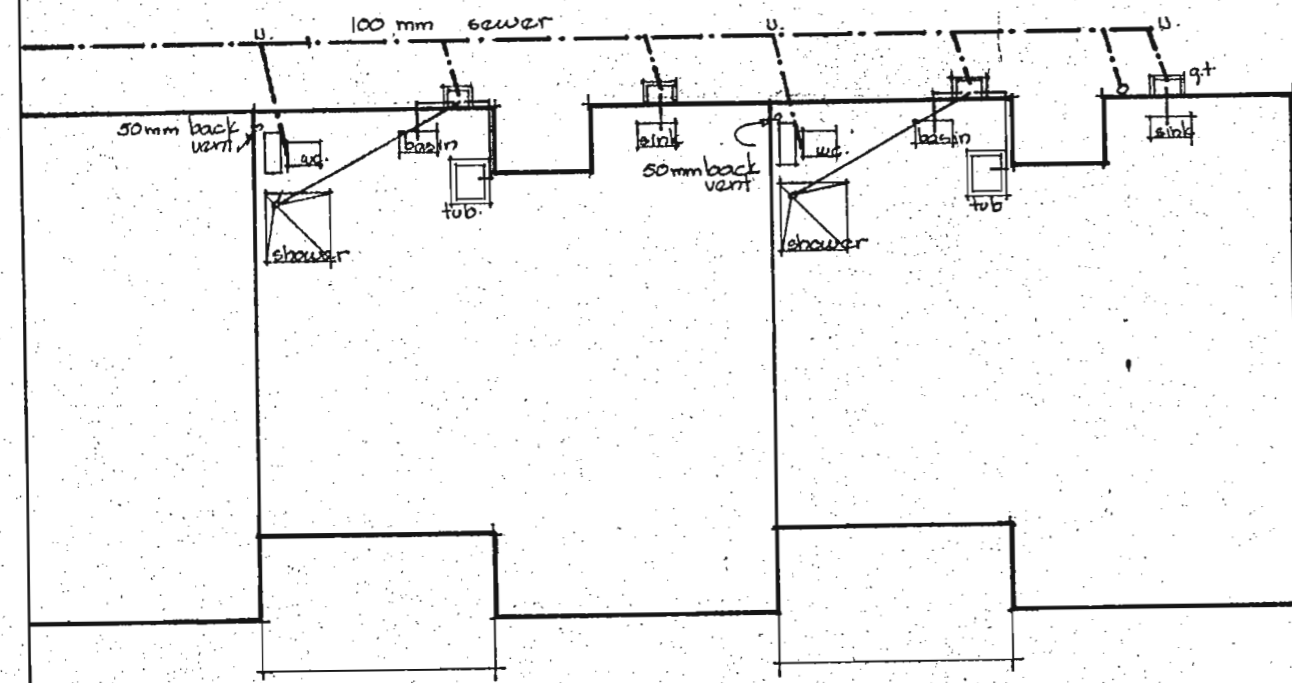 100 mm sewer
U.
U.
U.
g.t
50mm back
vent.
wc.
basin
tub.
shower
sink
50mm back
vent
wc.
basin
tub
shower
sink